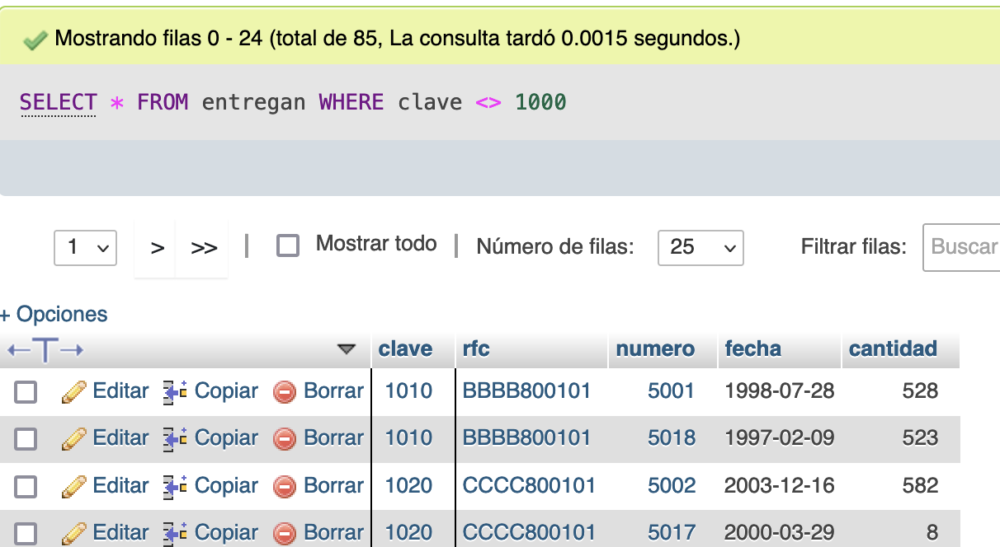 Mostrando filas 0 - 24 (total de 85, La consulta tardó 0.0015 segundos.)
SELECT * FROM entregan WHERE clave <> 1000
1 > >> | Mostrar todo | Número de filas: 25 Filtrar filas: Buscar
+ Opciones
←T→ clave rfc numero fecha cantidad
Editar Copiar Borrar 1010 BBBB800101 5001 1998-07-28 528
Editar Copiar Borrar 1010 BBBB800101 5018 1997-02-09 523
Editar Copiar Borrar 1020 CCCC800101 5002 2003-12-16 582
Editar Copiar Borrar 1020 CCCC800101 5017 2000-03-29 8